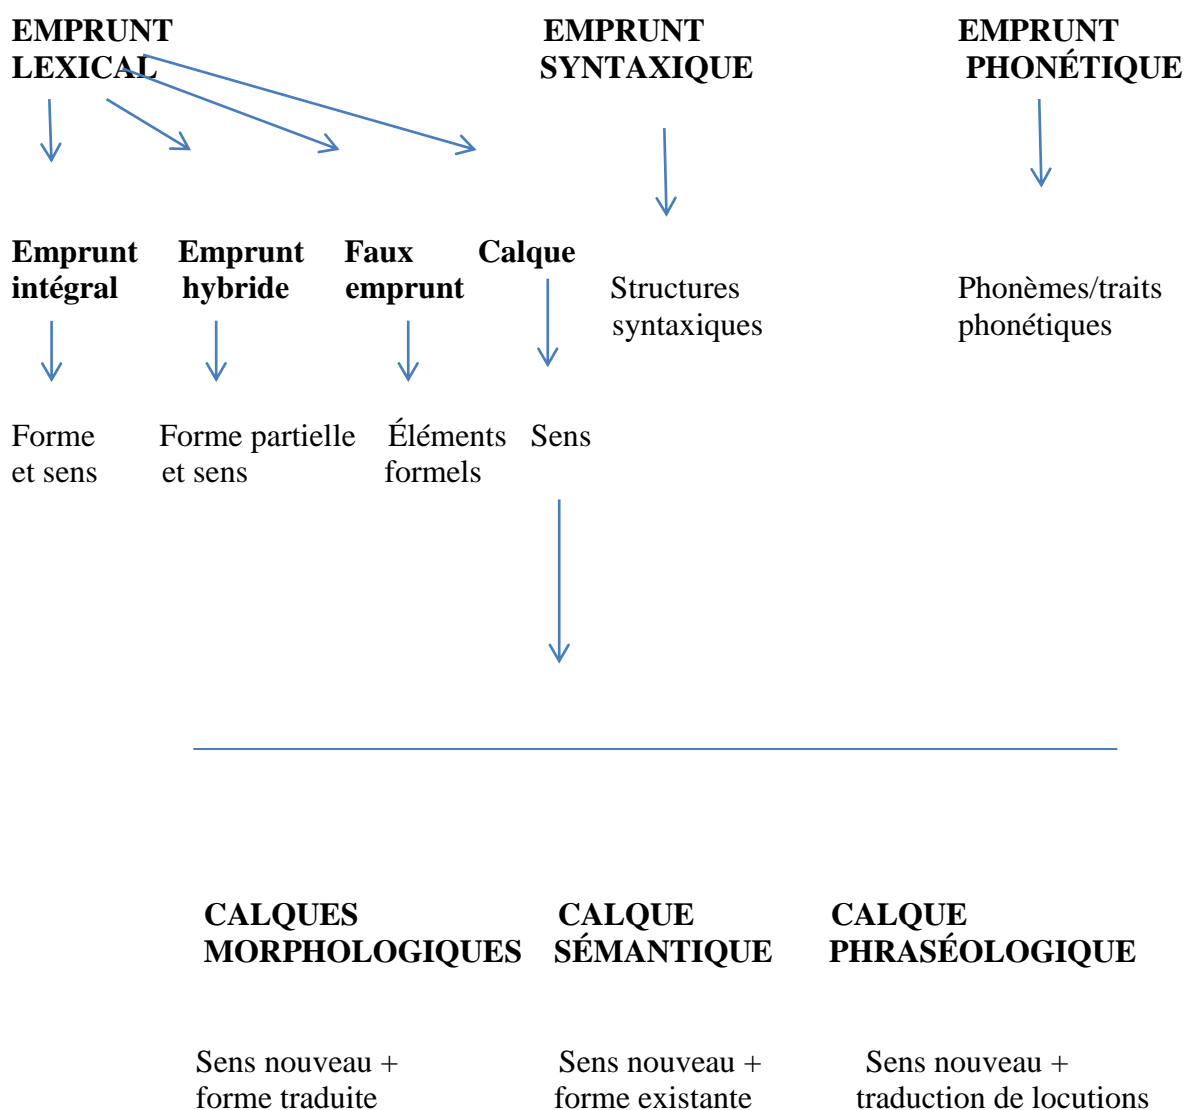 EMPRUNT EMPRUNT EMPRUNT
LEXICAL SYNTAXIQUE PHONÉTIQUE
Emprunt Emprunt Faux Calque
intégral hybride emprunt
Structures Phonèmes/traits
syntaxiques phonétiques
Forme Forme partielle Éléments Sens
et sens et sens formels
CALQUES CALQUE CALQUE
MORPHOLOGIQUES SÉMANTIQUE PHRASÉOLOGIQUE
Sens nouveau + Sens nouveau + Sens nouveau +
forme traduite forme existante traduction de locutions